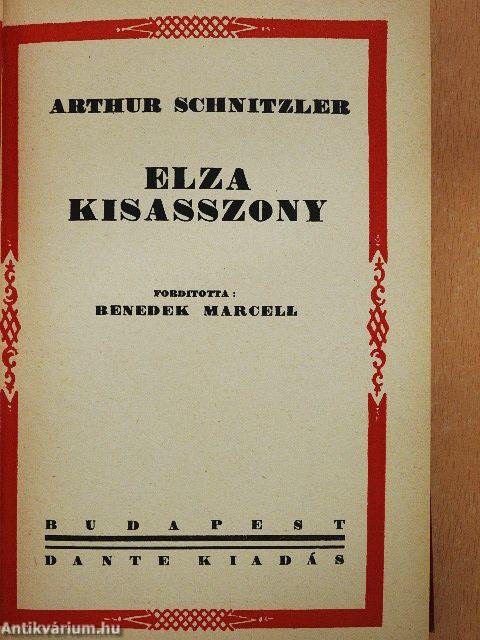 ARTHUR SCHNITZLER
ELZA
KISASSZONY
FORDITOTTA:
BENEDEK MARCELL
BUDAPEST
DANTE KIADÁS
Antikvárium.hu